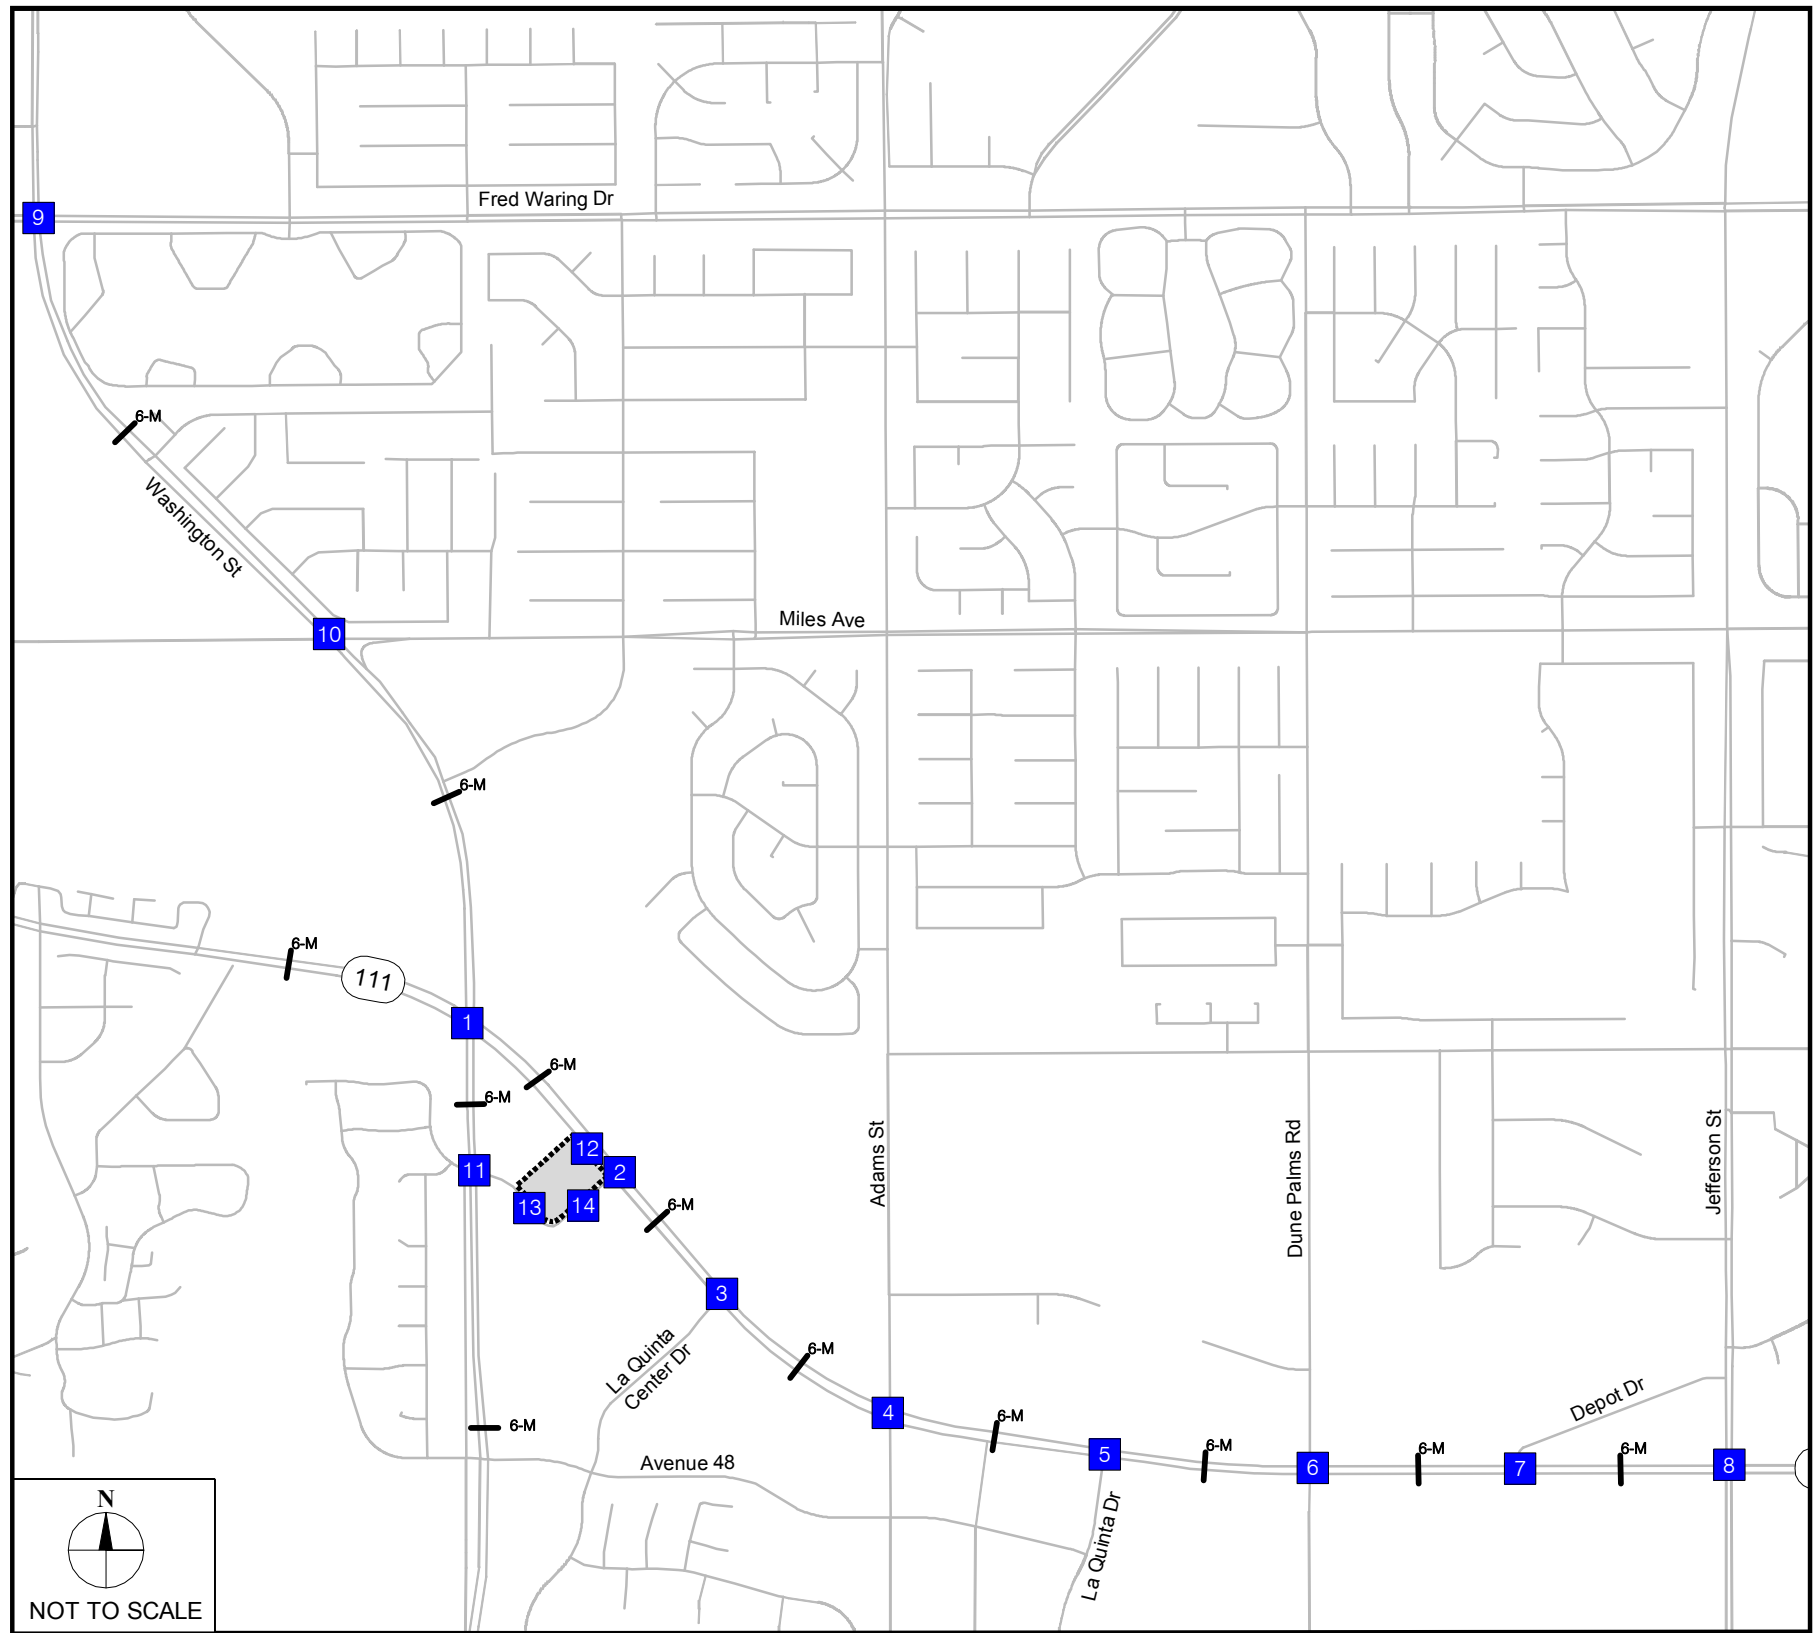 Fred Waring Dr
9
6-M
Washington St
Miles Ave
10
6-M
6-M
111
1
6-M
6-M
Adams St
Dune Palms Rd
Jefferson St
12
11
2
13
14
6-M
3
La Quinta
Center Dr
6-M
Depot Dr
4
6-M
6-M
5
6-M
6-M
6-M
Avenue 48
6
7
8
La Quinta Dr
N
NOT TO SCALE